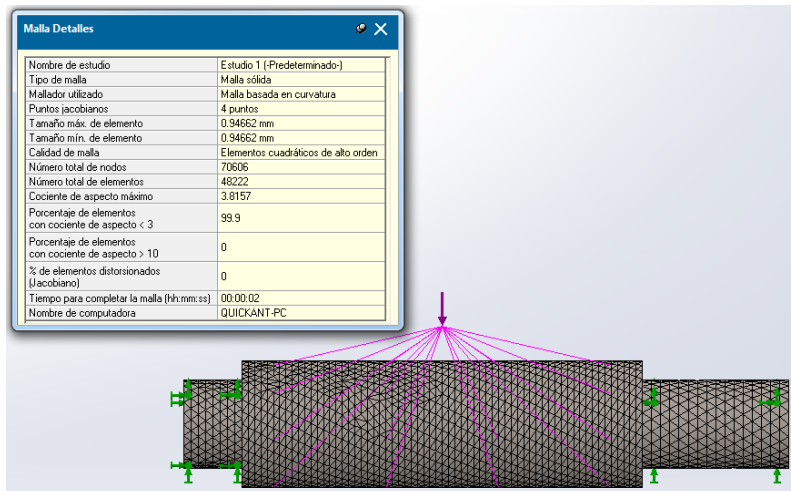 Malla Detalles
Nombre de estudio Estudio 1 (-Predeterminado-)
Tipo de malla Malla sólida
Mallador utilizado Malla basada en curvatura
Puntos jacobianos 4 puntos
Tamaño máx. de elemento 0.94662 mm
Tamaño mín. de elemento 0.94662 mm
Calidad de malla Elementos cuadráticos de alto orden
Número total de nodos 70606
Número total de elementos 48222
Cociente de aspecto máximo 3.8157
Porcentaje de elementos
con cociente de aspecto < 3 99.9
Porcentaje de elementos
con cociente de aspecto > 10 0
% de elementos distorsionados
(Jacobiano) 0
Tiempo para completar la malla (hh:mm:ss) 00:00:02
Nombre de computadora QUICKANT-PC